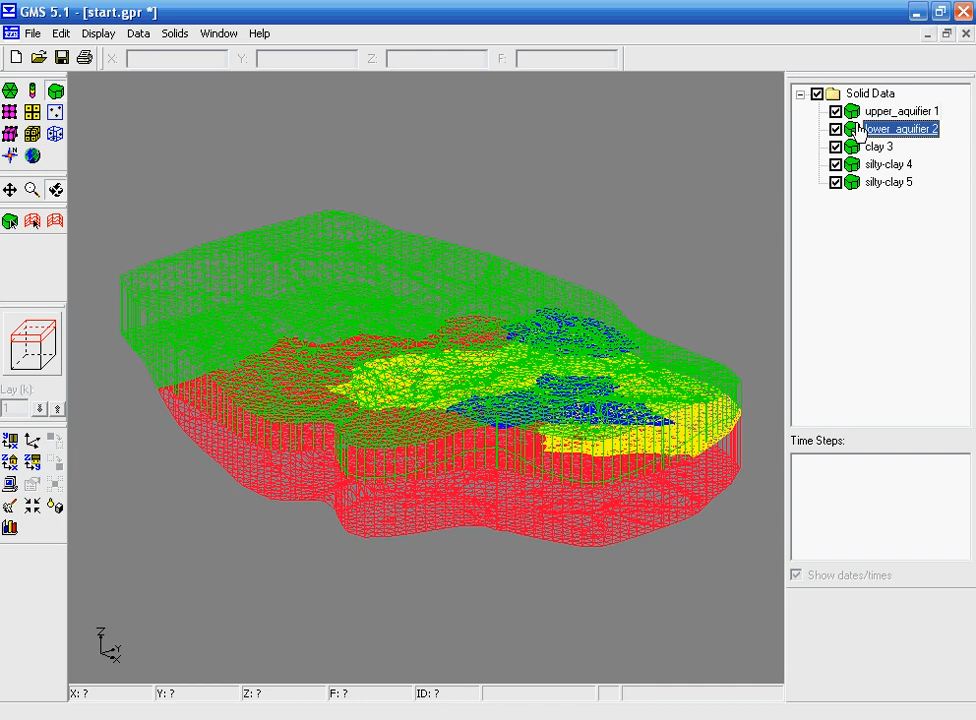 GMS 5.1 - [start.gpr *]
File Edit Display Data Solids Window Help
X: Y: Z: F:
Solid Data
upper_aquifier 1
lower_aquifier 2
clay 3
silty-clay 4
silty-clay 5
Lay (k):
1
Time Steps:
Show dates/times
Z
Y
X
X: ? Y: ? Z: ? F: ? ID: ?